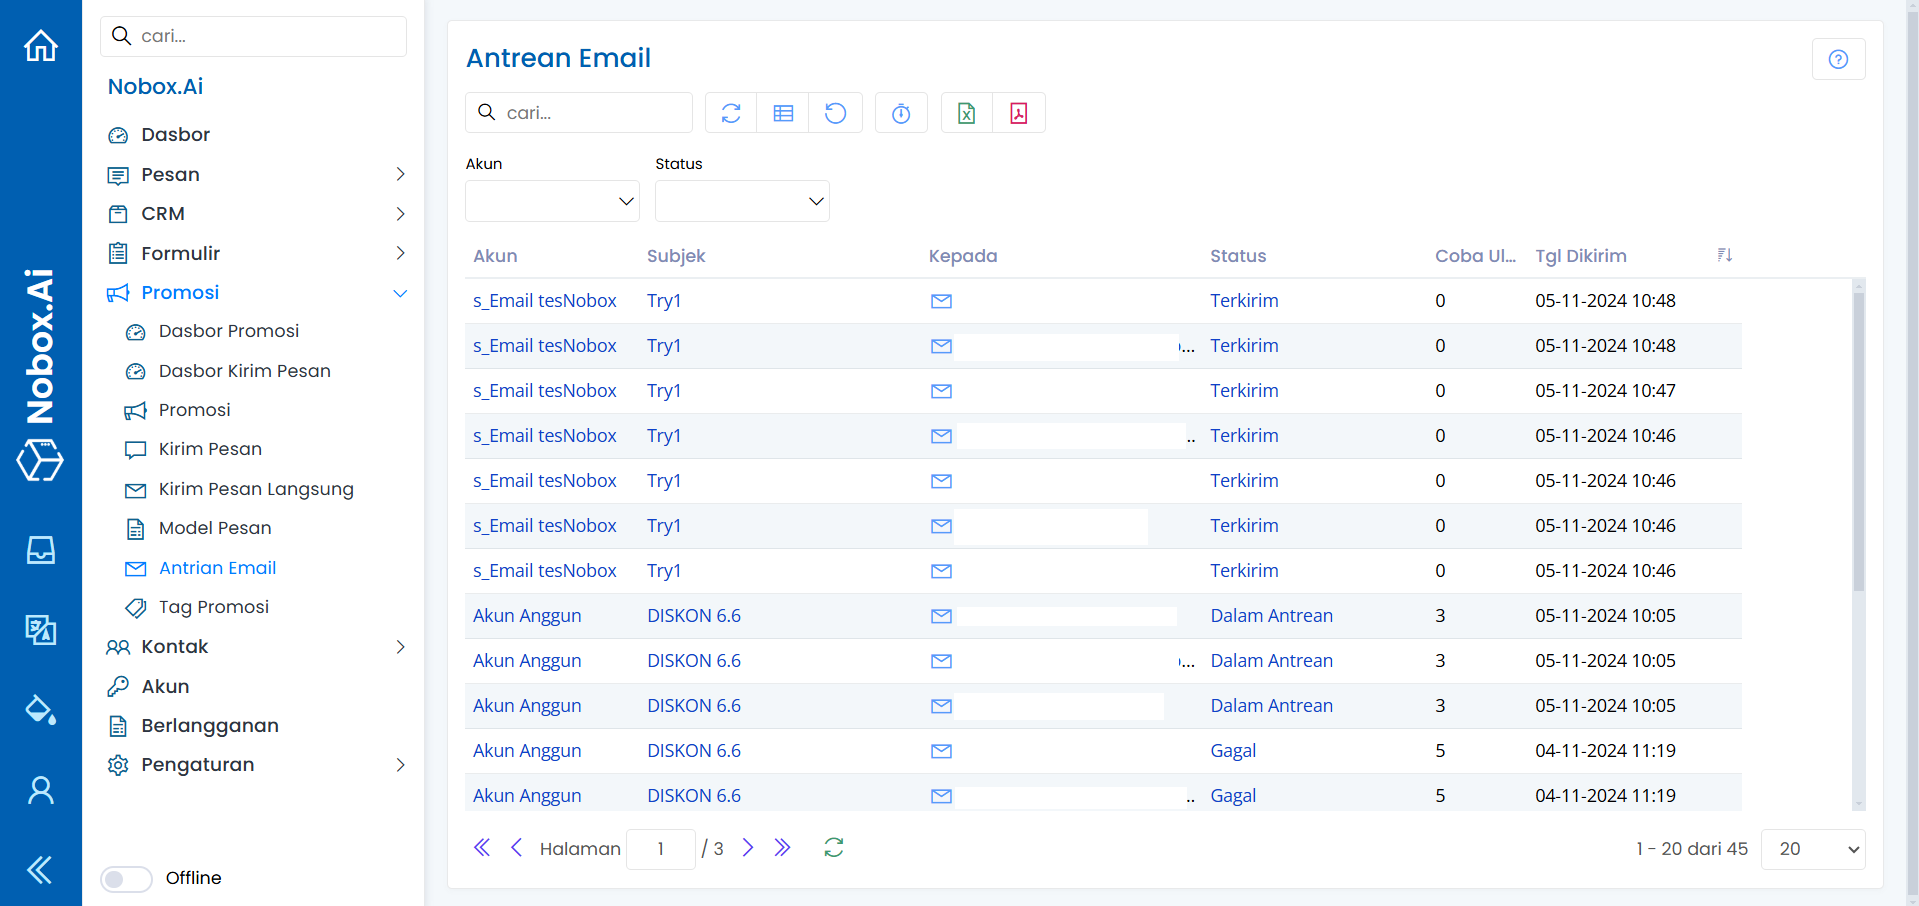 Nobox.Ai
cari...
Nobox.Ai
Dasbor
Pesan
CRM
Formulir
Promosi
Dasbor Promosi
Dasbor Kirim Pesan
Promosi
Kirim Pesan
Kirim Pesan Langsung
Model Pesan
Antrian Email
Tag Promosi
Kontak
Akun
Berlangganan
Pengaturan
Offline
Antrean Email
cari...
Akun Status
Akun Subjek Kepada Status Coba Ul... Tgl Dikirim
s_Email tesNobox Try1 Terkirim 0 05-11-2024 10:48
s_Email tesNobox Try1 ... Terkirim 0 05-11-2024 10:48
s_Email tesNobox Try1 Terkirim 0 05-11-2024 10:47
s_Email tesNobox Try1 .. Terkirim 0 05-11-2024 10:46
s_Email tesNobox Try1 Terkirim 0 05-11-2024 10:46
s_Email tesNobox Try1 Terkirim 0 05-11-2024 10:46
s_Email tesNobox Try1 Terkirim 0 05-11-2024 10:46
Akun Anggun DISKON 6.6 Dalam Antrean 3 05-11-2024 10:05
Akun Anggun DISKON 6.6 ... Dalam Antrean 3 05-11-2024 10:05
Akun Anggun DISKON 6.6 Dalam Antrean 3 05-11-2024 10:05
Akun Anggun DISKON 6.6 Gagal 5 04-11-2024 11:19
Akun Anggun DISKON 6.6 .. Gagal 5 04-11-2024 11:19
Halaman 1 / 3
1 - 20 dari 45 20